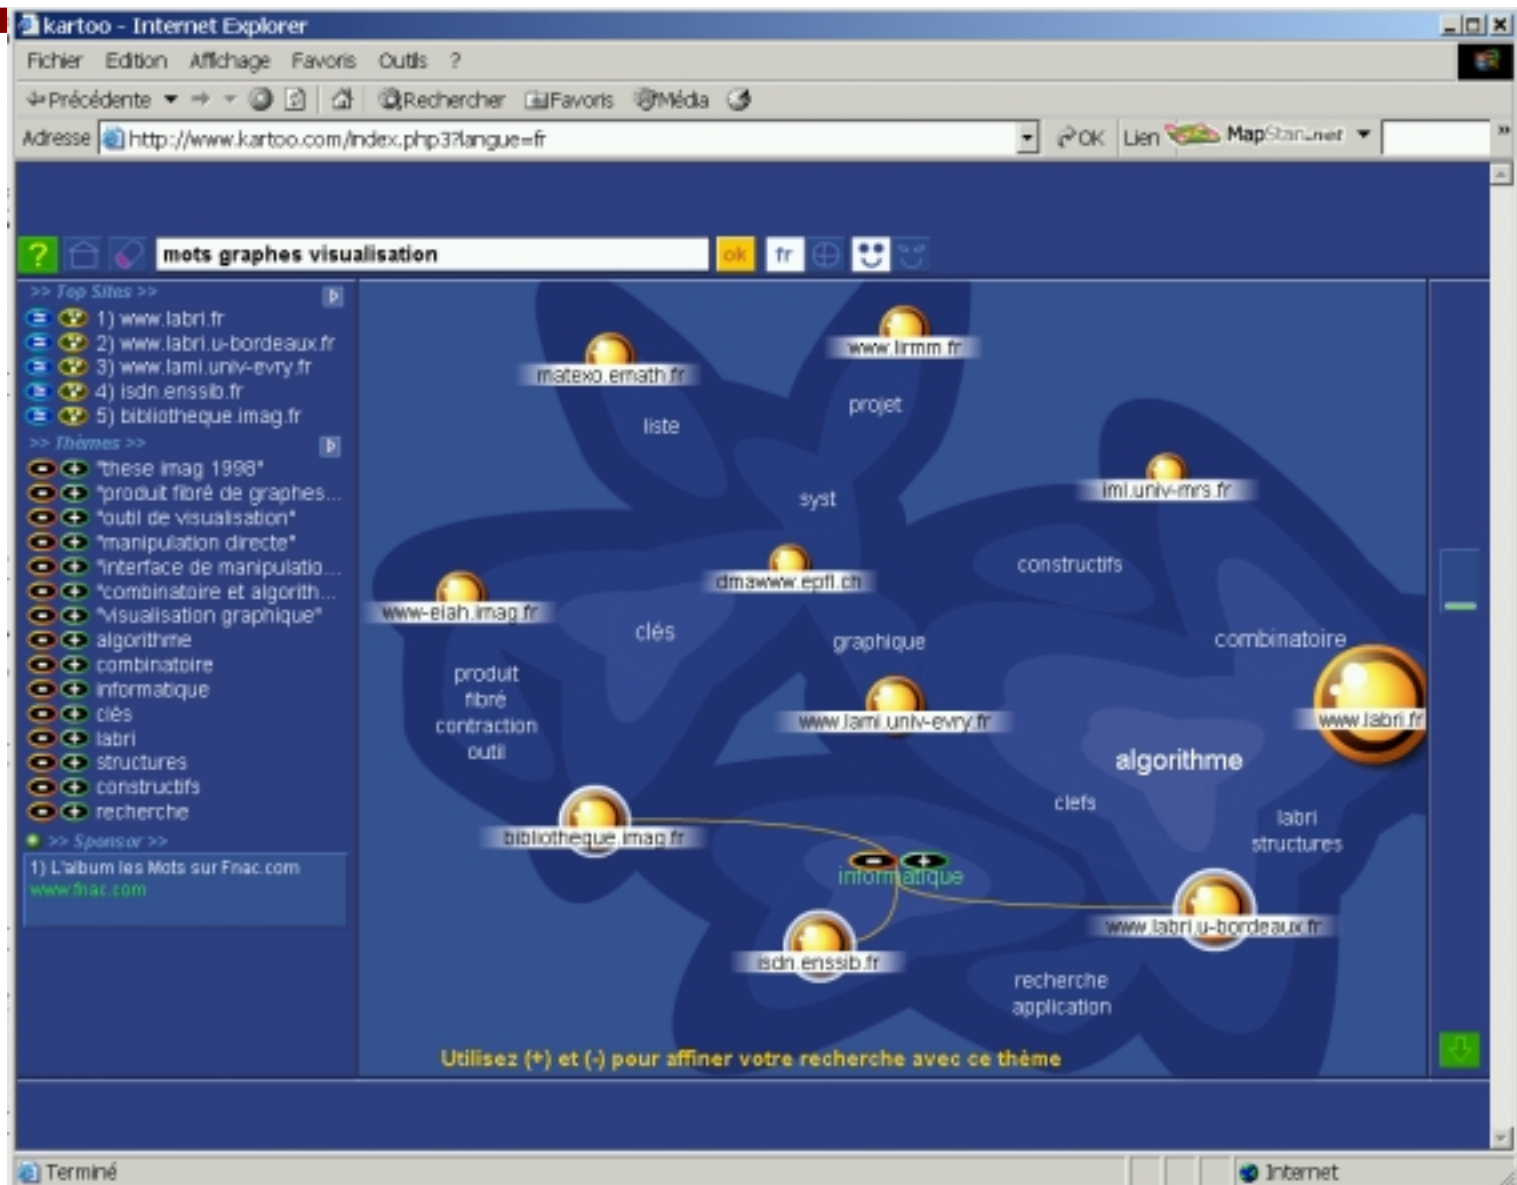 kartoo - Internet Explorer
Fichier Edition Affichage Favoris Outils ?
Précédente Rechercher Favoris Média
Adresse http://www.kartoo.com/index.php3?langue=fr OK Lien MapStan.net »
? mots graphes visualisation ok fr
>> Top Sites >>
1) www.labri.fr
2) www.labri.u-bordeaux.fr
3) www.lami.univ-evry.fr
4) isdn.enssib.fr
5) bibliotheque.imag.fr
>> Thèmes >>
"these imag 1998"
"produit fibré de graphes...
"outil de visualisation"
"manipulation directe"
"interface de manipulatio...
"combinatoire et algorith...
"visualisation graphique"
algorithme
combinatoire
informatique
clés
labri
structures
constructifs
recherche
>> Sponsor >>
1) L'album les Mots sur Fnac.com
www.fnac.com
www.lirmm.fr
matexo.emath.fr
projet
liste
iml.univ-mrs.fr
syst
constructifs
dmawww.epfl.ch
www-eiah.imag.fr
clés
graphique
combinatoire
produit
fibré
contraction
outil
www.lami.univ-evry.fr
www.labri.fr
algorithme
clefs
labri
structures
bibliotheque.imag.fr
informatique
www.labri.u-bordeaux.fr
isdn.enssib.fr
recherche
application
Utilisez (+) et (-) pour affiner votre recherche avec ce thème
Terminé Internet